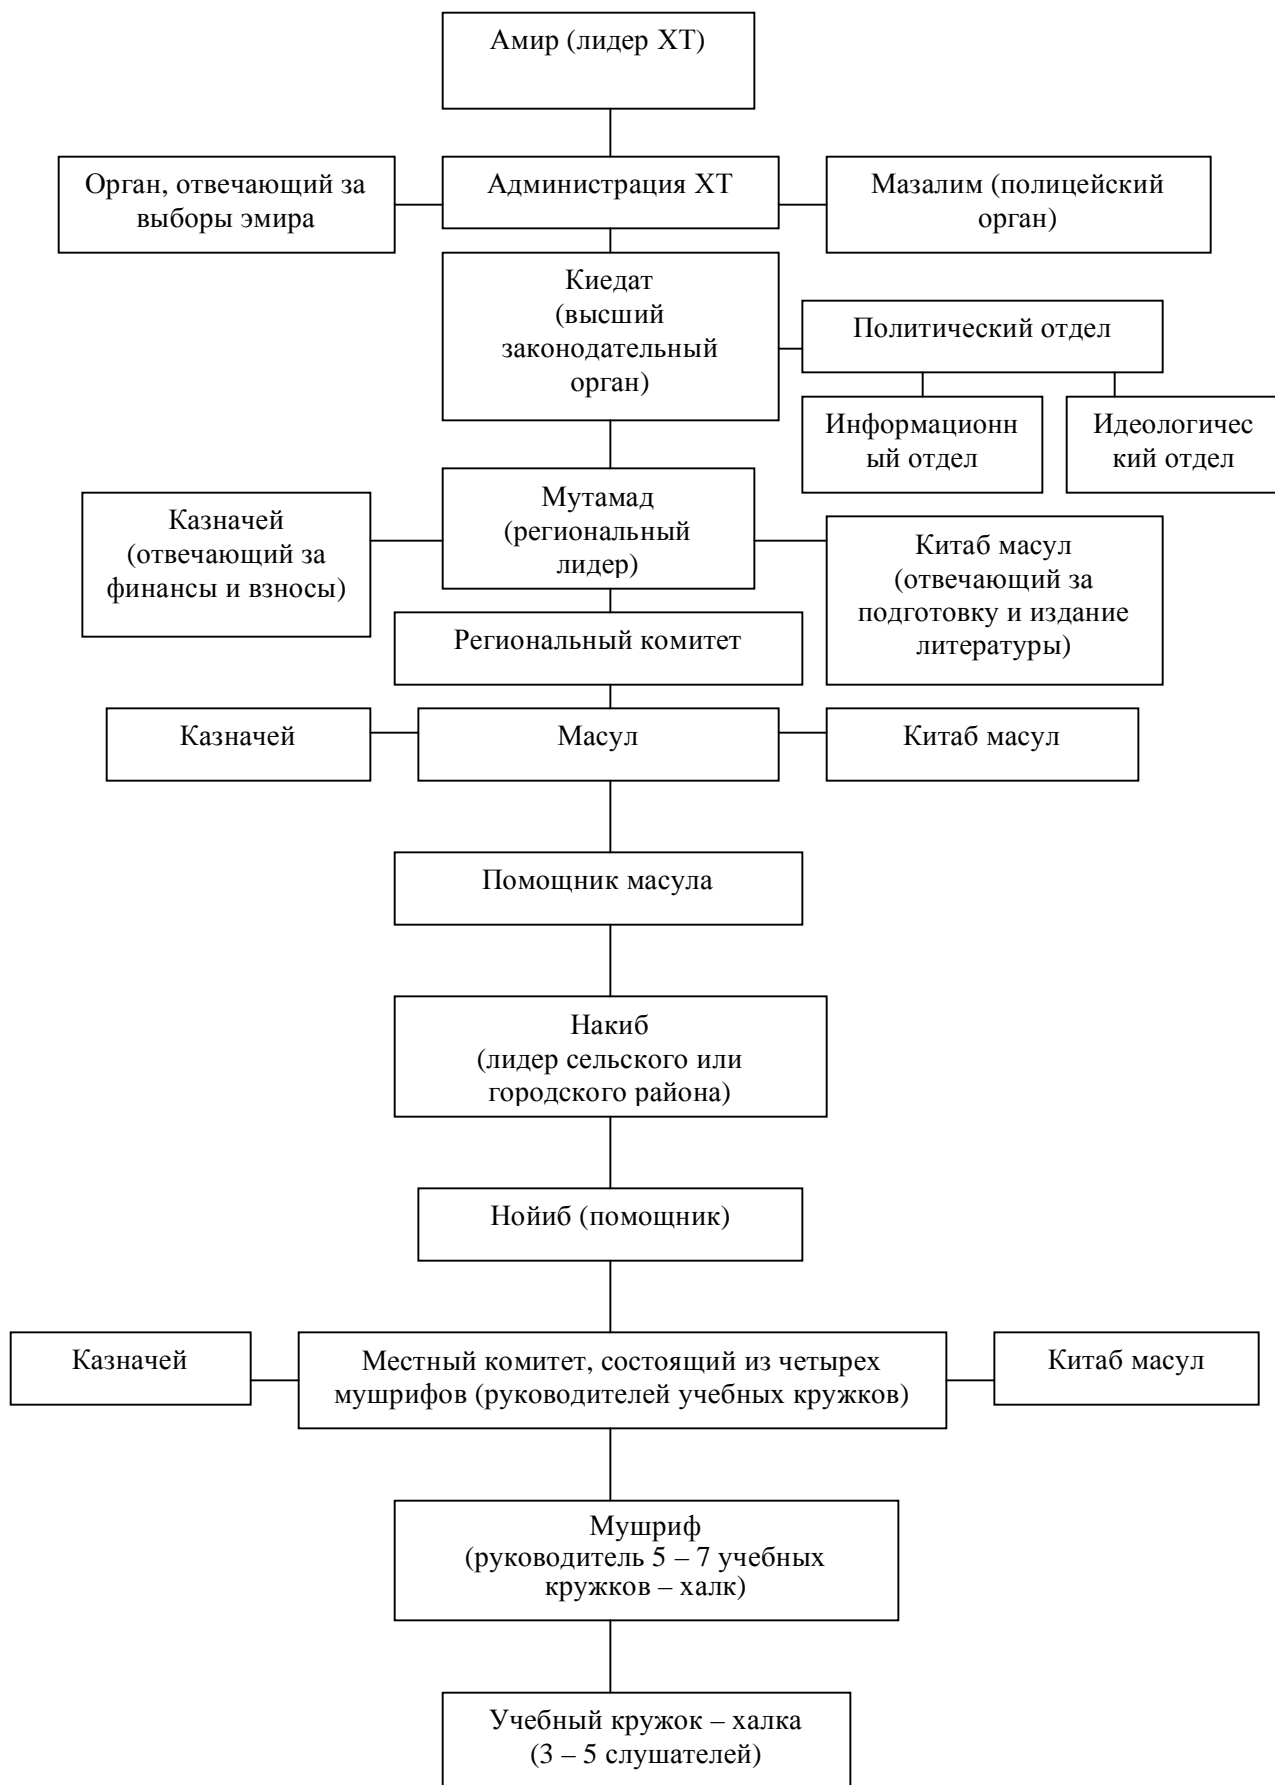 Амир (лидер ХТ)
Орган, отвечающий за
выборы эмира
Администрация ХТ
Мазалим (полицейский
орган)
Киедат
(высший
законодательный
орган)
Политический отдел
Информационн
ый отдел
Идеологичес
кий отдел
Казначей
(отвечающий за
финансы и взносы)
Мутамад
(региональный
лидер)
Китаб масул
(отвечающий за
подготовку и издание
литературы)
Региональный комитет
Казначей
Масул
Китаб масул
Помощник масула
Накиб
(лидер сельского или
городского района)
Нойиб (помощник)
Казначей
Местный комитет, состоящий из четырех
мушрифов (руководителей учебных кружков)
Китаб масул
Мушриф
(руководитель 5 – 7 учебных
кружков – халк)
Учебный кружок – халка
(3 – 5 слушателей)